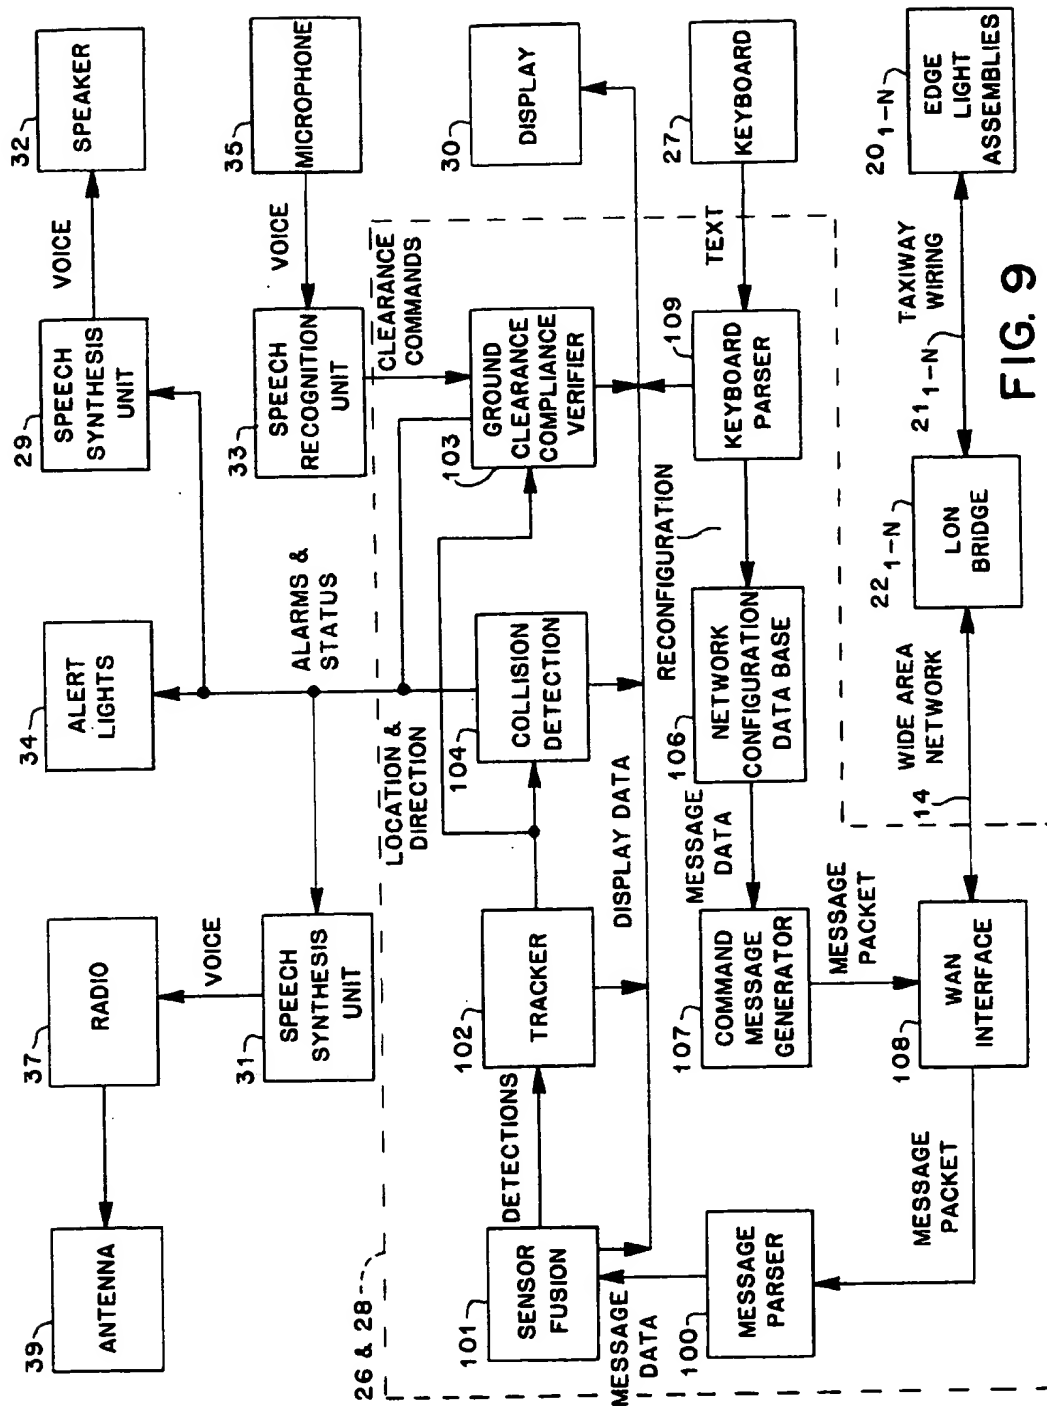 39
ANTENNA
37
RADIO
34
ALERT
LIGHTS
29
SPEECH
SYNTHESIS
UNIT
VOICE
32
SPEAKER
31
SPEECH
SYNTHESIS
UNIT
VOICE
ALARMS &
STATUS
33
SPEECH
RECOGNITION
UNIT
VOICE
35
MICROPHONE
26 & 28
LOCATION &
DIRECTION
CLEARANCE
COMMANDS
101
SENSOR
FUSION
DETECTIONS
102
TRACKER
104
COLLISION
DETECTION
103
GROUND
CLEARANCE
COMPLIANCE
VERIFIER
30
DISPLAY
MESSAGE
DATA
DISPLAY DATA
100
MESSAGE
PARSER
107
COMMAND
MESSAGE
GENERATOR
MESSAGE
DATA
106
NETWORK
CONFIGURATION
DATA BASE
RECONFIGURATION
109
KEYBOARD
PARSER
TEXT
27
KEYBOARD
MESSAGE
PACKET
MESSAGE
PACKET
108
WAN
INTERFACE
14
WIDE AREA
NETWORK
22 1-N
LON
BRIDGE
21 1-N
TAXIWAY
WIRING
20 1-N
EDGE
LIGHT
ASSEMBLIES
FIG. 9